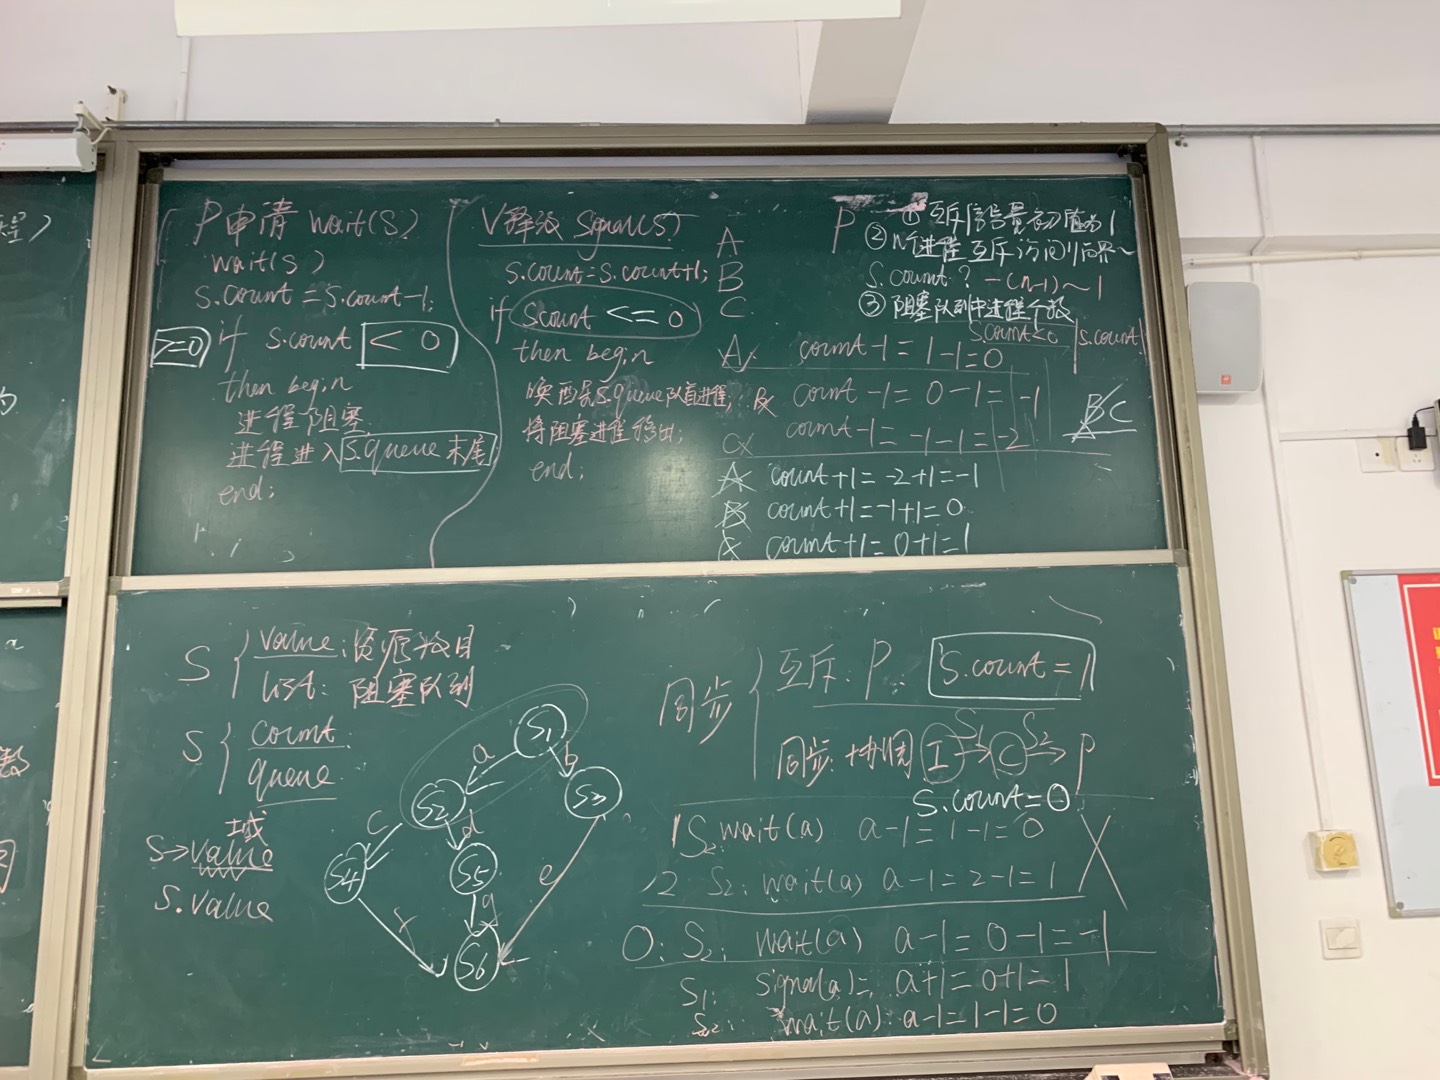 P申请 wait(S)
wait(s)
s.count = s.count-1;
>=0 if s.count < 0
then begin
进程阻塞
进程进入 s.queue 末尾
end;
V释放 Signal(S)
s.count=s.count+1;
if s.count <= 0
then begin
唤醒 s.queue队首进程;
将阻塞进程移出;
end;
A
B
C
P
①互斥信号量初值为1
②n个进程互斥访问临界~
s.count? -(n-1)~1
③阻塞队列中进程个数
s.count<0 |s.count|
A count-1=1-1=0
B count-1=0-1=-1
C count-1=-1-1=-2
BC
A count+1=-2+1=-1
B count+1=-1+1=0
C count+1=0+1=1
S { value:资源数目
list: 阻塞队列
S { count
queue
域
S->value
S.value
S1
a b
S2 S3
c d
S4 S5 e
f g
S6
同步 { 互斥: P: S.count=1
同步: 协同 I S1 C S2 P
S.count=0
1 S2: wait(a) a-1=1-1=0
2 S2: wait(a) a-1=2-1=1
0: S2: wait(a) a-1=0-1=-1
S1: signal(a): a+1=0+1=1
S2: wait(a): a-1=1-1=0
a